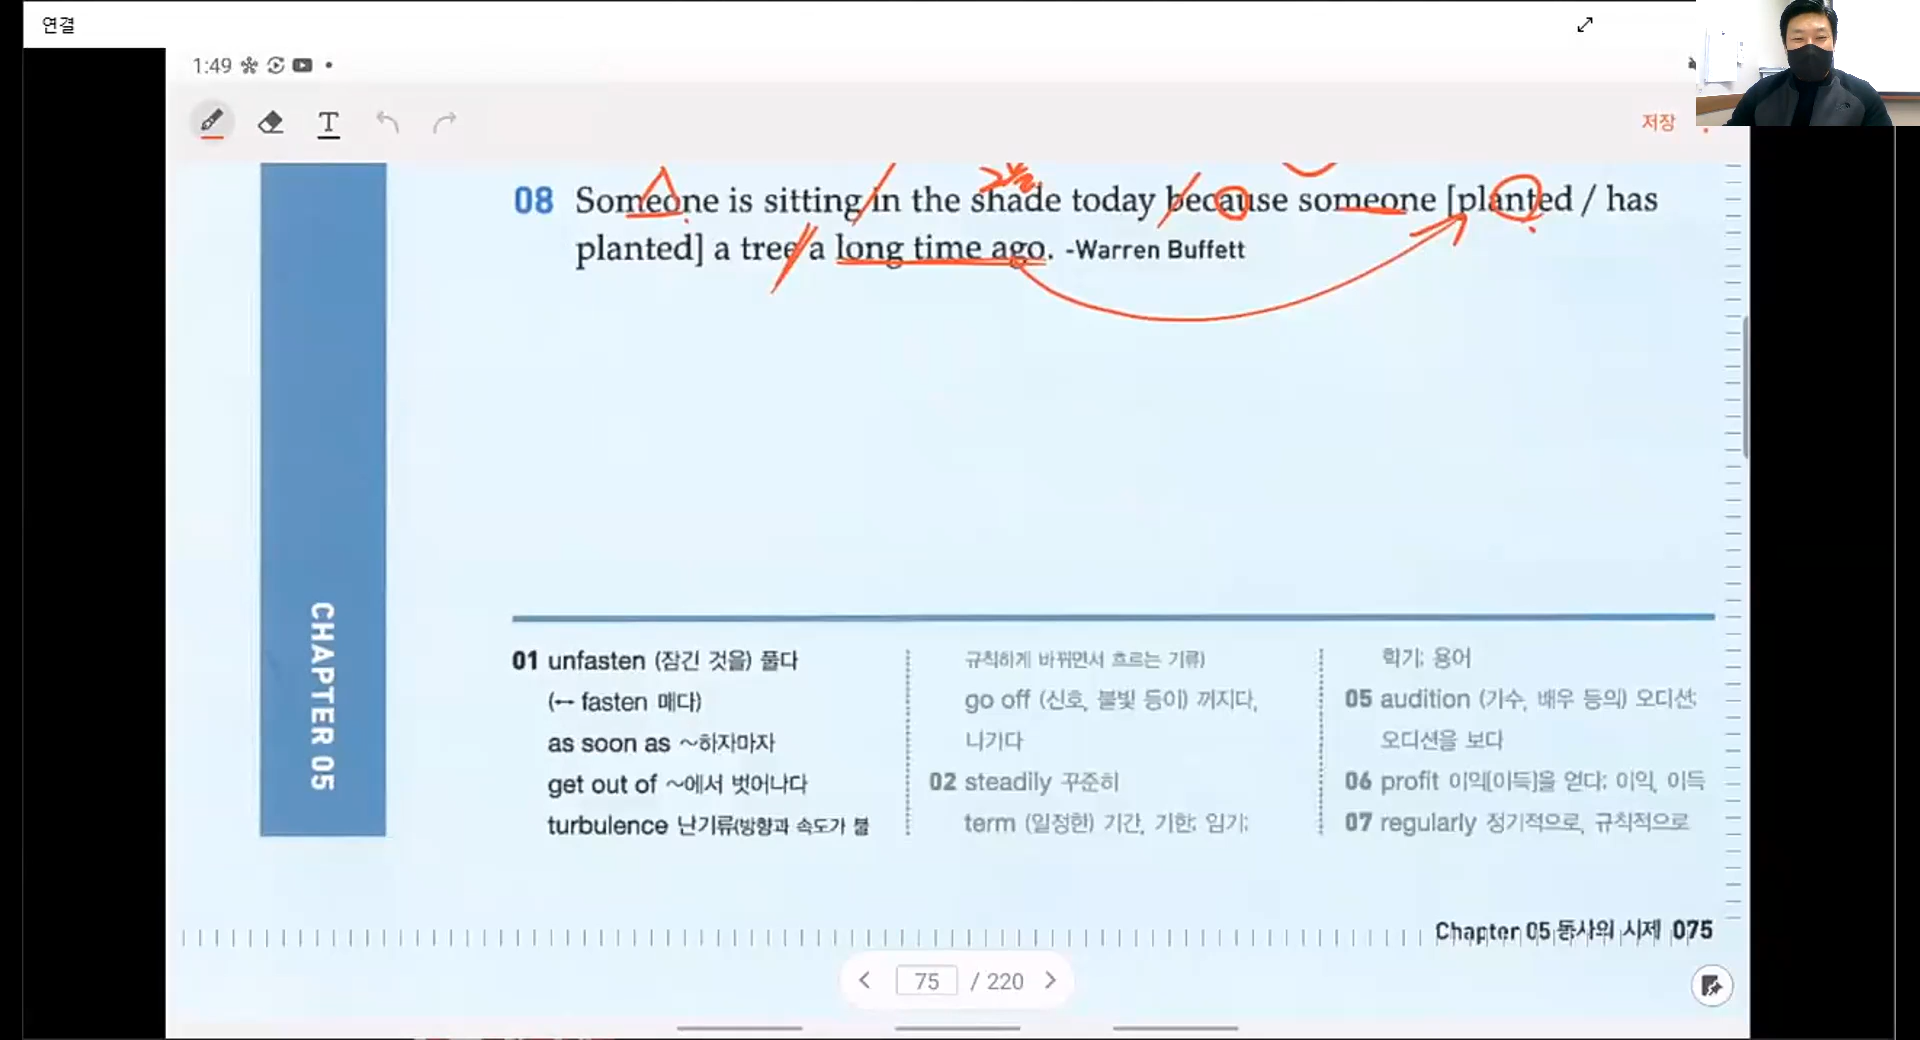 연결
1:49
T
저장
08 Someone is sitting in the shade today because someone [planted / has
planted] a tree a long time ago. -Warren Buffett
CHAPTER 05
01 unfasten (잠긴 것을) 풀다
(↔ fasten 매다)
as soon as ~하자마자
get out of ~에서 벗어나다
turbulence 난기류(방향과 속도가 불
규칙하게 바뀌면서 흐르는 기류)
go off (신호, 불빛 등이) 꺼지다,
나가다
02 steadily 꾸준히
term (일정한) 기간, 기한; 임기;
학기; 용어
05 audition (가수, 배우 등의) 오디션;
오디션을 보다
06 profit 이익[이득]을 얻다; 이익, 이득
07 regularly 정기적으로, 규칙적으로
Chapter 05 동사의 시제 075
75 / 220